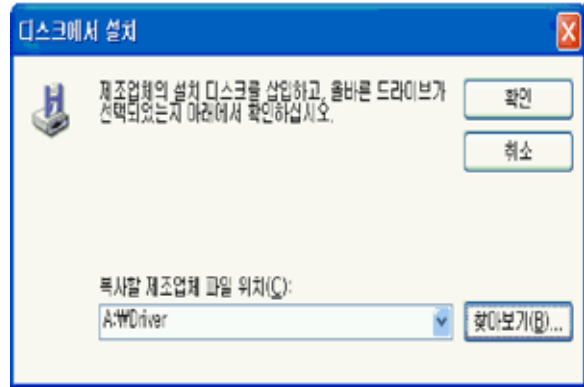 디스크에서 설치
제조업체의 설치 디스크를 삽입하고, 올바른 드라이브가
선택되었는지 아래에서 확인하십시오.
확인
취소
복사할 제조업체 파일 위치(C):
A:₩Driver
찾아보기(B)...